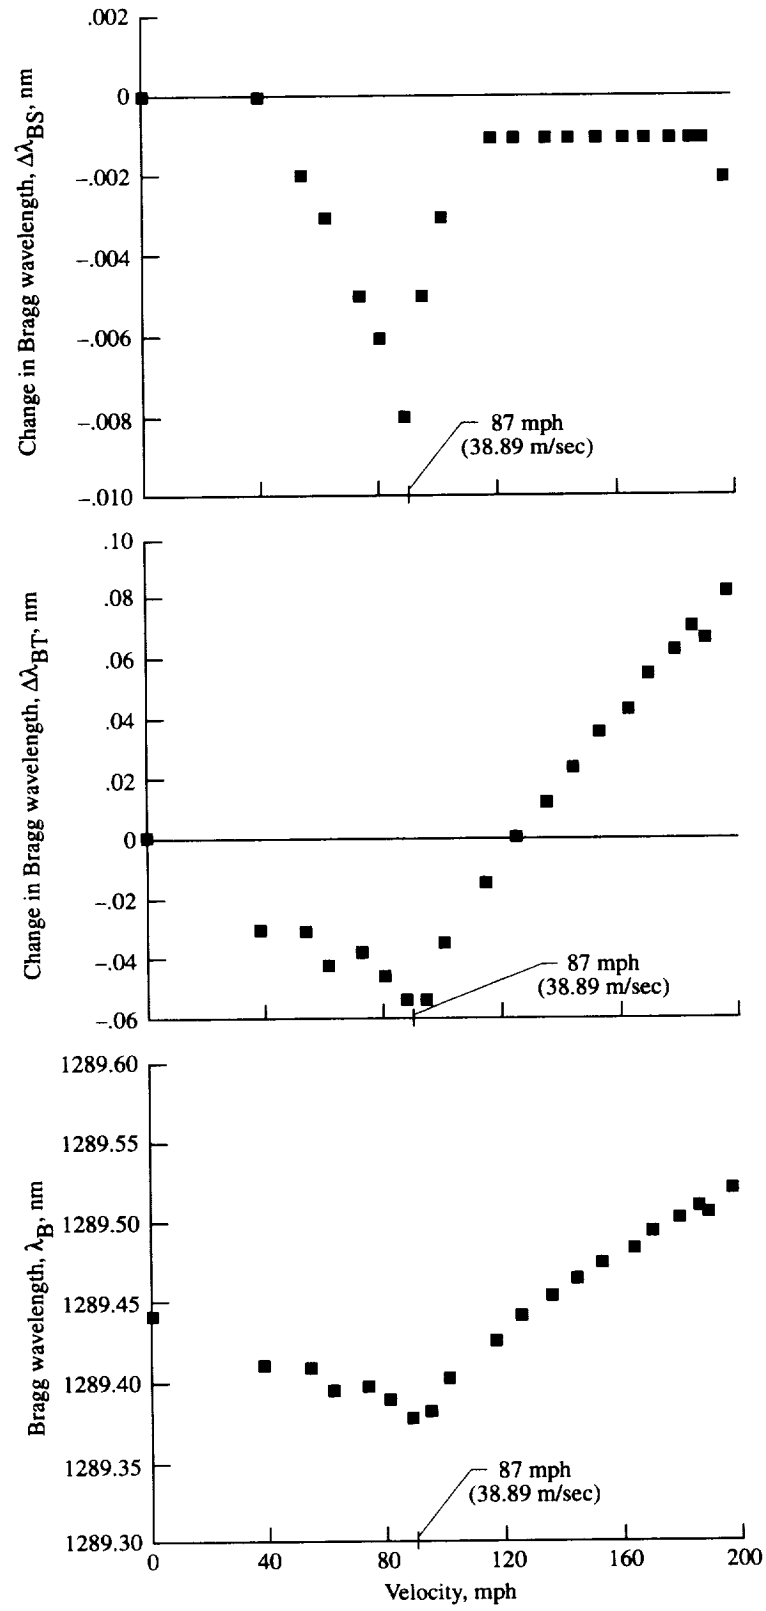 .002
0
–.002
–.004
–.006
–.008
–.010
Change in Bragg wavelength, ΔλBS, nm
87 mph
(38.89 m/sec)
.10
.08
.06
.04
.02
0
–.02
–.04
–.06
Change in Bragg wavelength, ΔλBT, nm
87 mph
(38.89 m/sec)
1289.60
1289.55
1289.50
1289.45
1289.40
1289.35
1289.30
Bragg wavelength, λB, nm
87 mph
(38.89 m/sec)
0 40 80 120 160 200
Velocity, mph